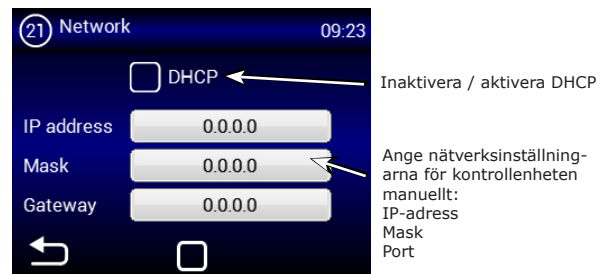 21 Network 09:23
DHCP
Inaktivera / aktivera DHCP
IP address 0.0.0.0
Mask 0.0.0.0
Gateway 0.0.0.0
Ange nätverksinställning-
arna för kontrollenheten
manuellt:
IP-adress
Mask
Port